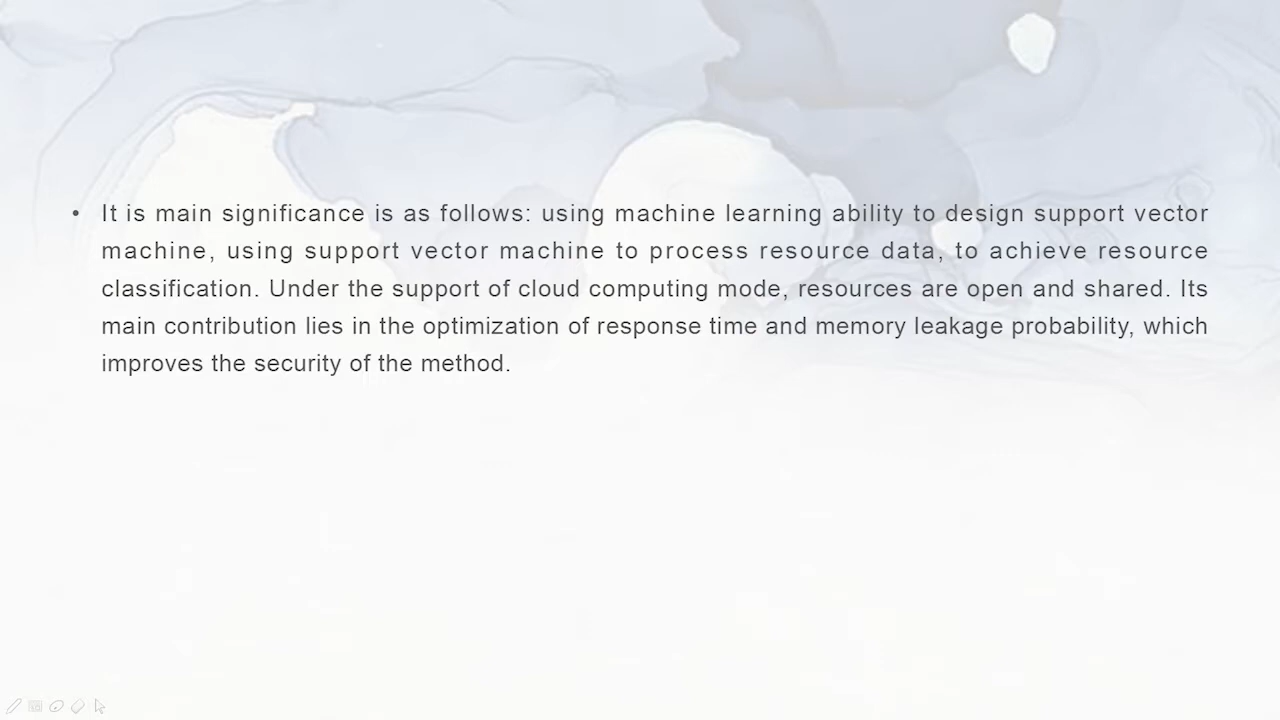 • It is main significance is as follows: using machine learning ability to design support vector
machine, using support vector machine to process resource data, to achieve resource
classification. Under the support of cloud computing mode, resources are open and shared. Its
main contribution lies in the optimization of response time and memory leakage probability, which
improves the security of the method.